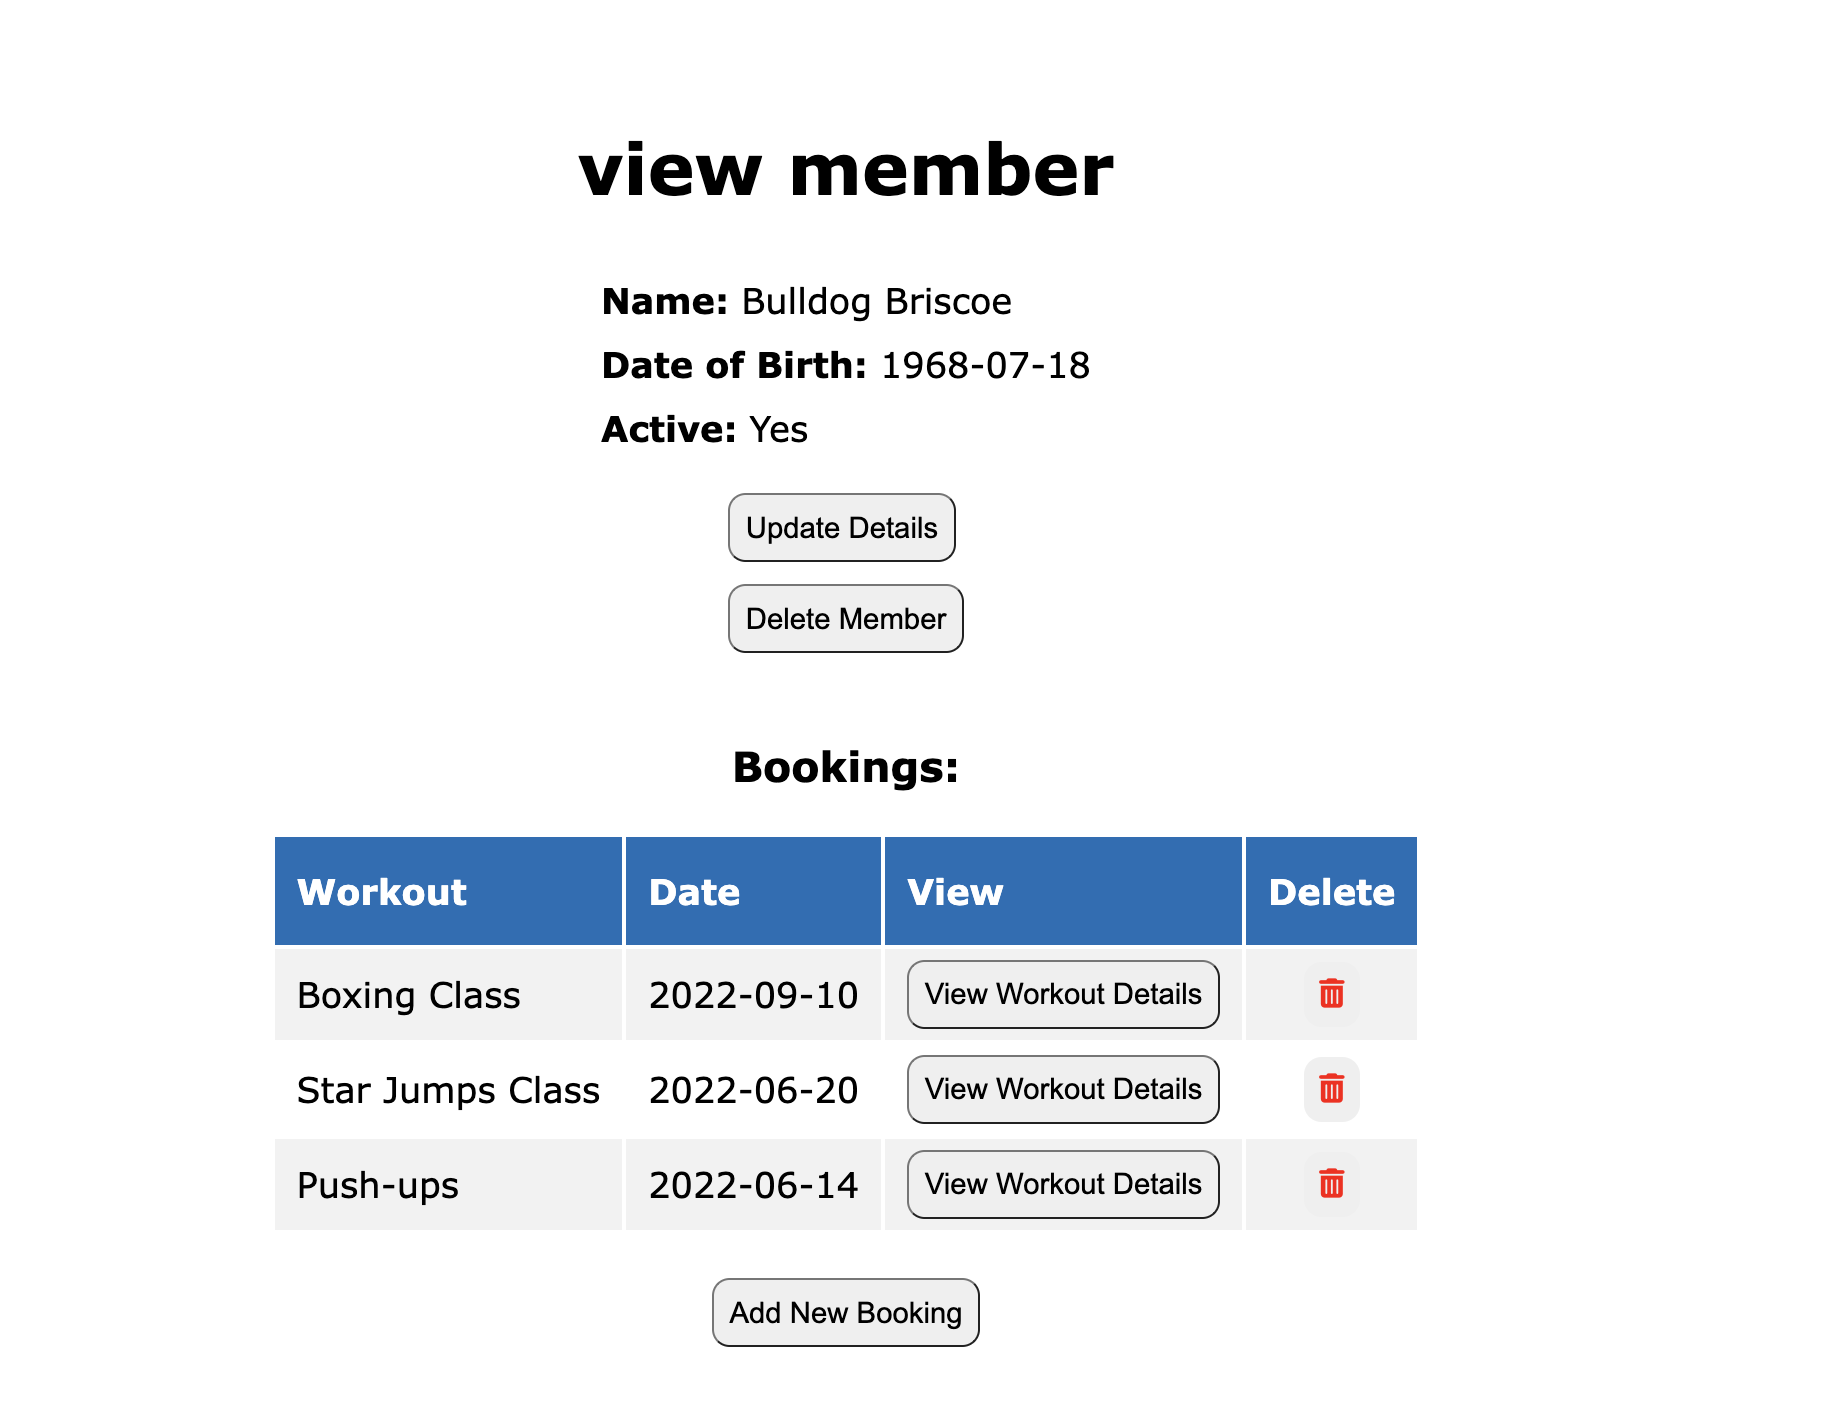 view member
Name: Bulldog Briscoe
Date of Birth: 1968-07-18
Active: Yes
Update Details
Delete Member
Bookings:
Workout Date View Delete
Boxing Class 2022-09-10 View Workout Details
Star Jumps Class 2022-06-20 View Workout Details
Push-ups 2022-06-14 View Workout Details
Add New Booking